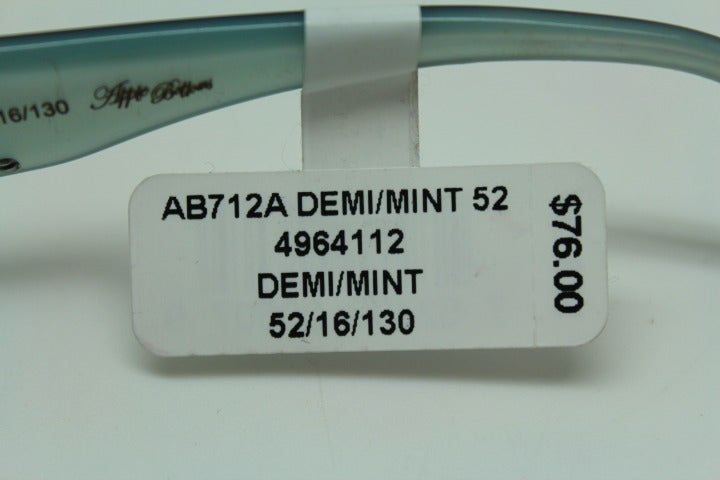 16/130 Apple Bottoms
AB712A DEMI/MINT 52
4964112
DEMI/MINT
52/16/130
$76.00